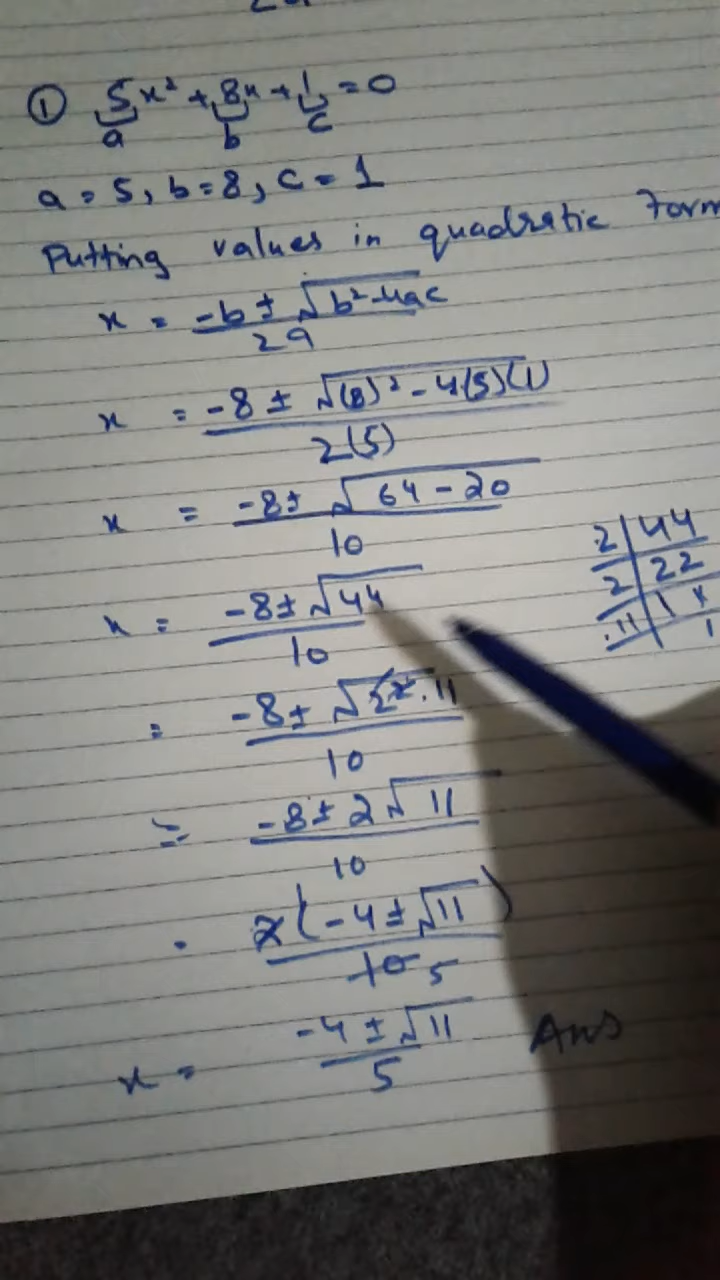 ① 5x² + 8x + 1 = 0
a b c
a = 5, b = 8, c = 1
Putting values in quadratic Form
x = -b ± √b² - 4ac
2a
x = -8 ± √(8)² - 4(5)(1)
2(5)
x = -8 ± √64 - 20
10
x = -8 ± √44
10
2 | 44
2 | 22
11 | 11
1
= -8 ± √2².11
10
= -8 ± 2√11
10
2(-4 ± √11)
10 5
x = -4 ± √11
5
Ans